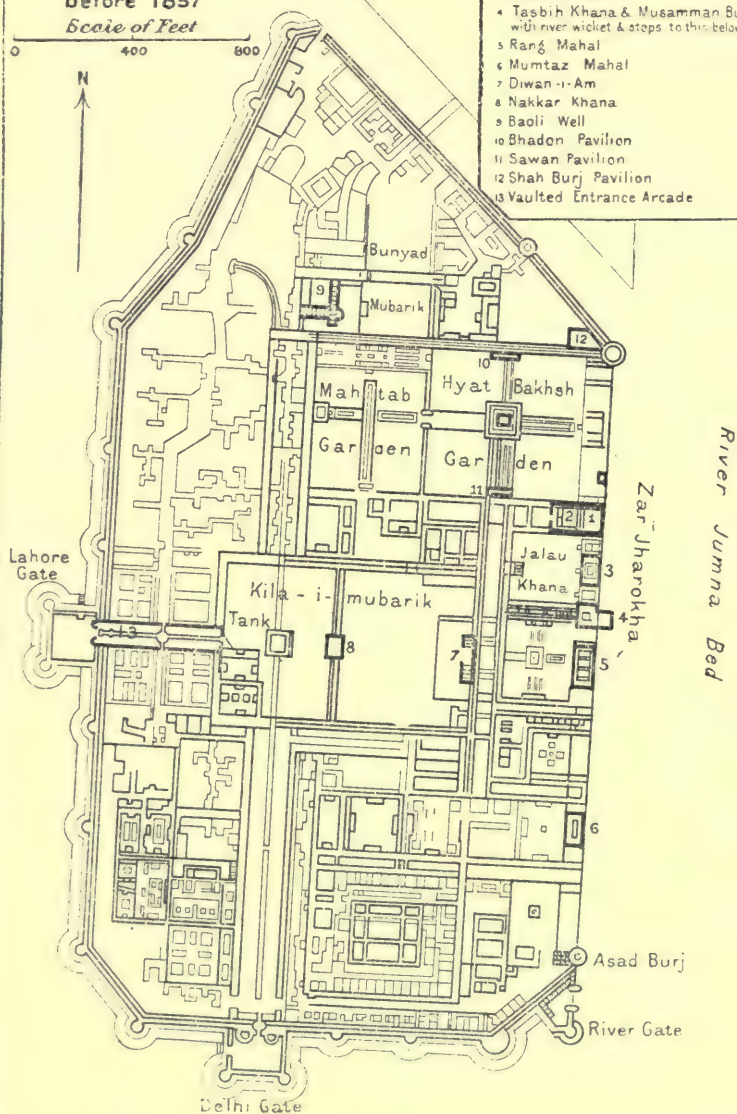 before 1857
Scale of Feet
0 400 800
N
4 Tasbih Khana & Musamman
with river wicket & steps to this below
5 Rang Mahal
6 Mumtaz Mahal
7 Diwan-i-Am
8 Nakkar Khana
9 Baoli Well
10 Bhadon Pavilion
11 Sawan Pavilion
12 Shah Burj Pavilion
13 Vaulted Entrance Arcade
Bunyad
9
Mubarik
12
10
Mahtab
Hyat Bakhsh
Garden
Garden
11
2 1
River Jumna Bed
Zar Jharokha
Jalau
Khana
3
Lahore
Gate
Kila-i-mubarik
4
Tank
13
8
7
5
6
Asad Burj
River Gate
Delhi Gate